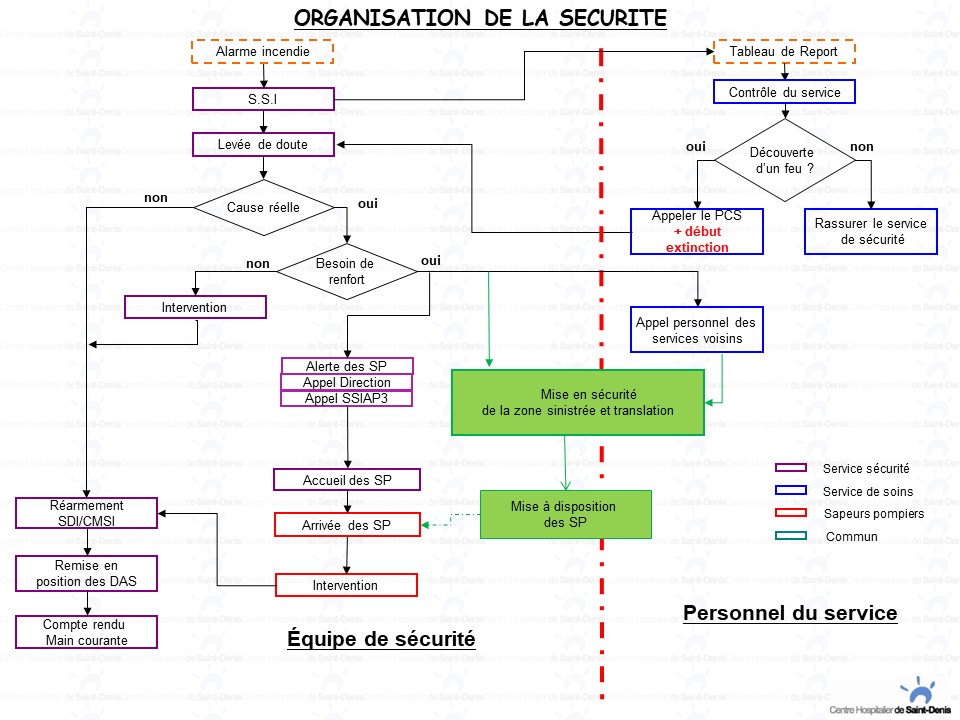 ORGANISATION DE LA SECURITE
Alarme incendie
Tableau de Report
S.S.I
Contrôle du service
Levée de doute
oui
Découverte
d'un feu ?
non
non
Cause réelle
oui
Appeler le PCS
+ début
extinction
Rassurer le service
de sécurité
non
Besoin de
renfort
oui
Intervention
Appel personnel des
services voisins
Alerte des SP
Appel Direction
Appel SSIAP3
Mise en sécurité
de la zone sinistrée et translation
Accueil des SP
Réarmement
SDI/CMSI
Arrivée des SP
Mise à disposition
des SP
Service sécurité
Service de soins
Sapeurs pompiers
Commun
Remise en
position des DAS
Intervention
Compte rendu
Main courante
Équipe de sécurité
Personnel du service
Centre Hospitalier de Saint-Denis